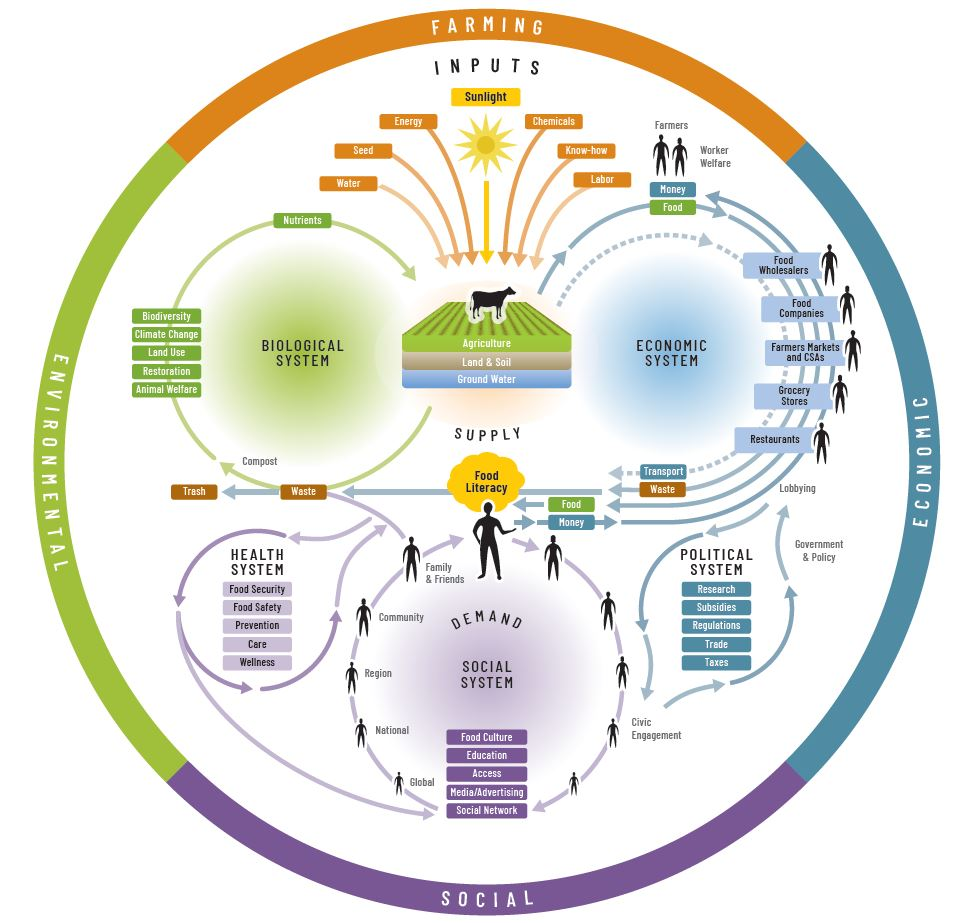 FARMING
INPUTS
Sunlight
Energy
Chemicals
Seed
Know-how
Water
Labor
Farmers
Worker
Welfare
Money
Food
Nutrients
Food
Wholesalers
Food
Companies
Farmers Markets
and CSAs
Grocery
Stores
Restaurants
Biodiversity
Climate Change
Land Use
Restoration
Animal Welfare
BIOLOGICAL
SYSTEM
Agriculture
Land & Soil
Ground Water
ECONOMIC
SYSTEM
ENVIRONMENTAL
ECONOMIC
SUPPLY
Compost
Food
Literacy
Transport
Waste
Trash
Waste
Food
Money
Lobbying
Government
& Policy
HEALTH
SYSTEM
Food Security
Food Safety
Prevention
Care
Wellness
Family
& Friends
Community
Region
National
Global
DEMAND
SOCIAL
SYSTEM
Food Culture
Education
Access
Media/Advertising
Social Network
POLITICAL
SYSTEM
Research
Subsidies
Regulations
Trade
Taxes
Civic
Engagement
SOCIAL